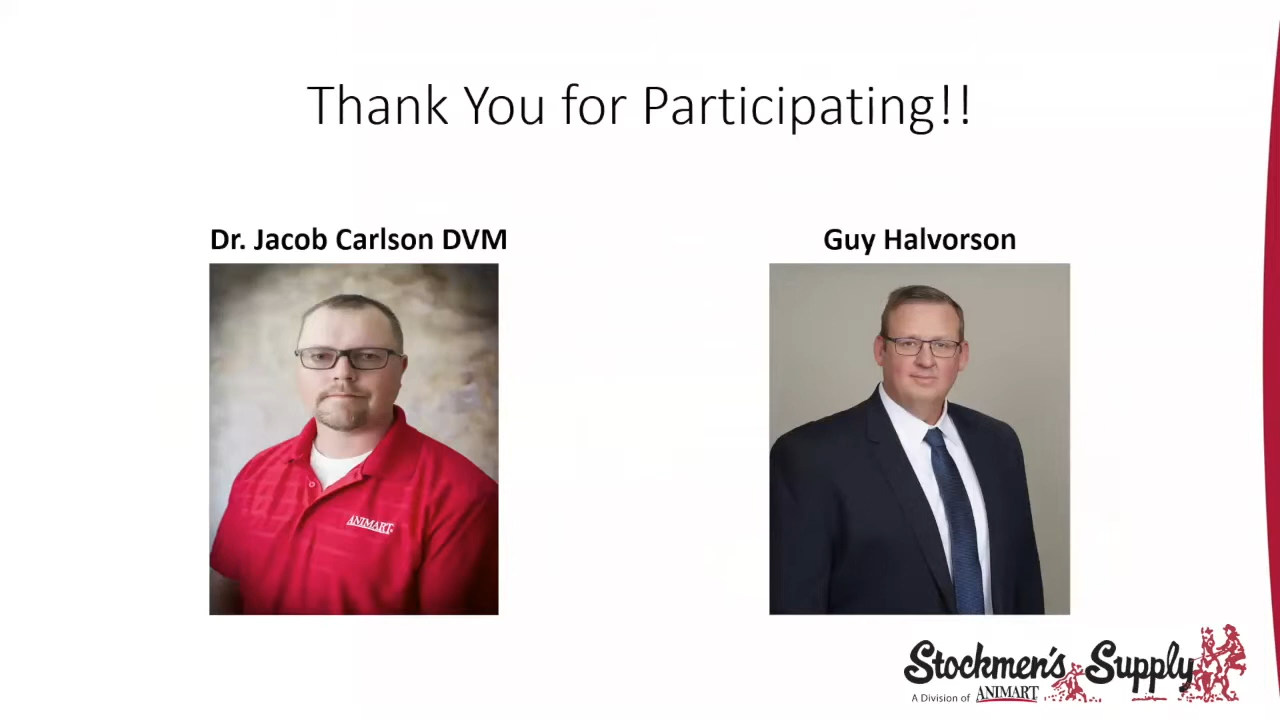 Thank You for Participating!!
Dr. Jacob Carlson DVM
Guy Halvorson
ANIMART
Stockmen's Supply
A Division of ANIMART